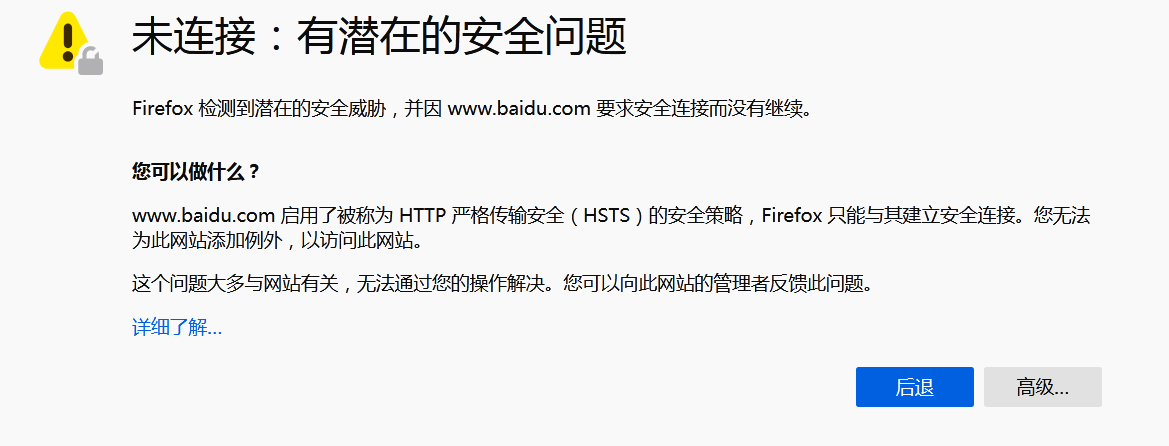 未连接：有潜在的安全问题
Firefox 检测到潜在的安全威胁，并因 www.baidu.com 要求安全连接而没有继续。
您可以做什么？
www.baidu.com 启用了被称为 HTTP 严格传输安全（HSTS）的安全策略，Firefox 只能与其建立安全连接。您无法
为此网站添加例外，以访问此网站。
这个问题大多与网站有关，无法通过您的操作解决。您可以向此网站的管理者反馈此问题。
详细了解…
后退
高级...